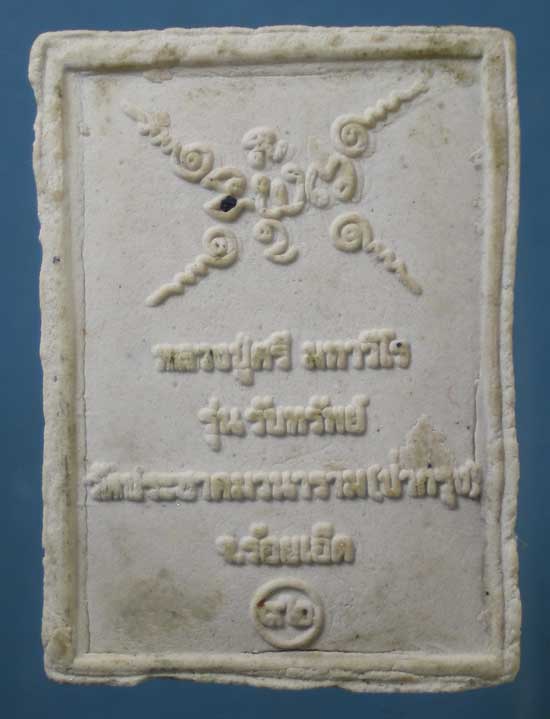 หลวงปู่ศรี มหาวิโร
รุ่น รับทรัพย์
วัดประชาคมวนาราม(ป่ากุง)
จ.ร้อยเอ็ด